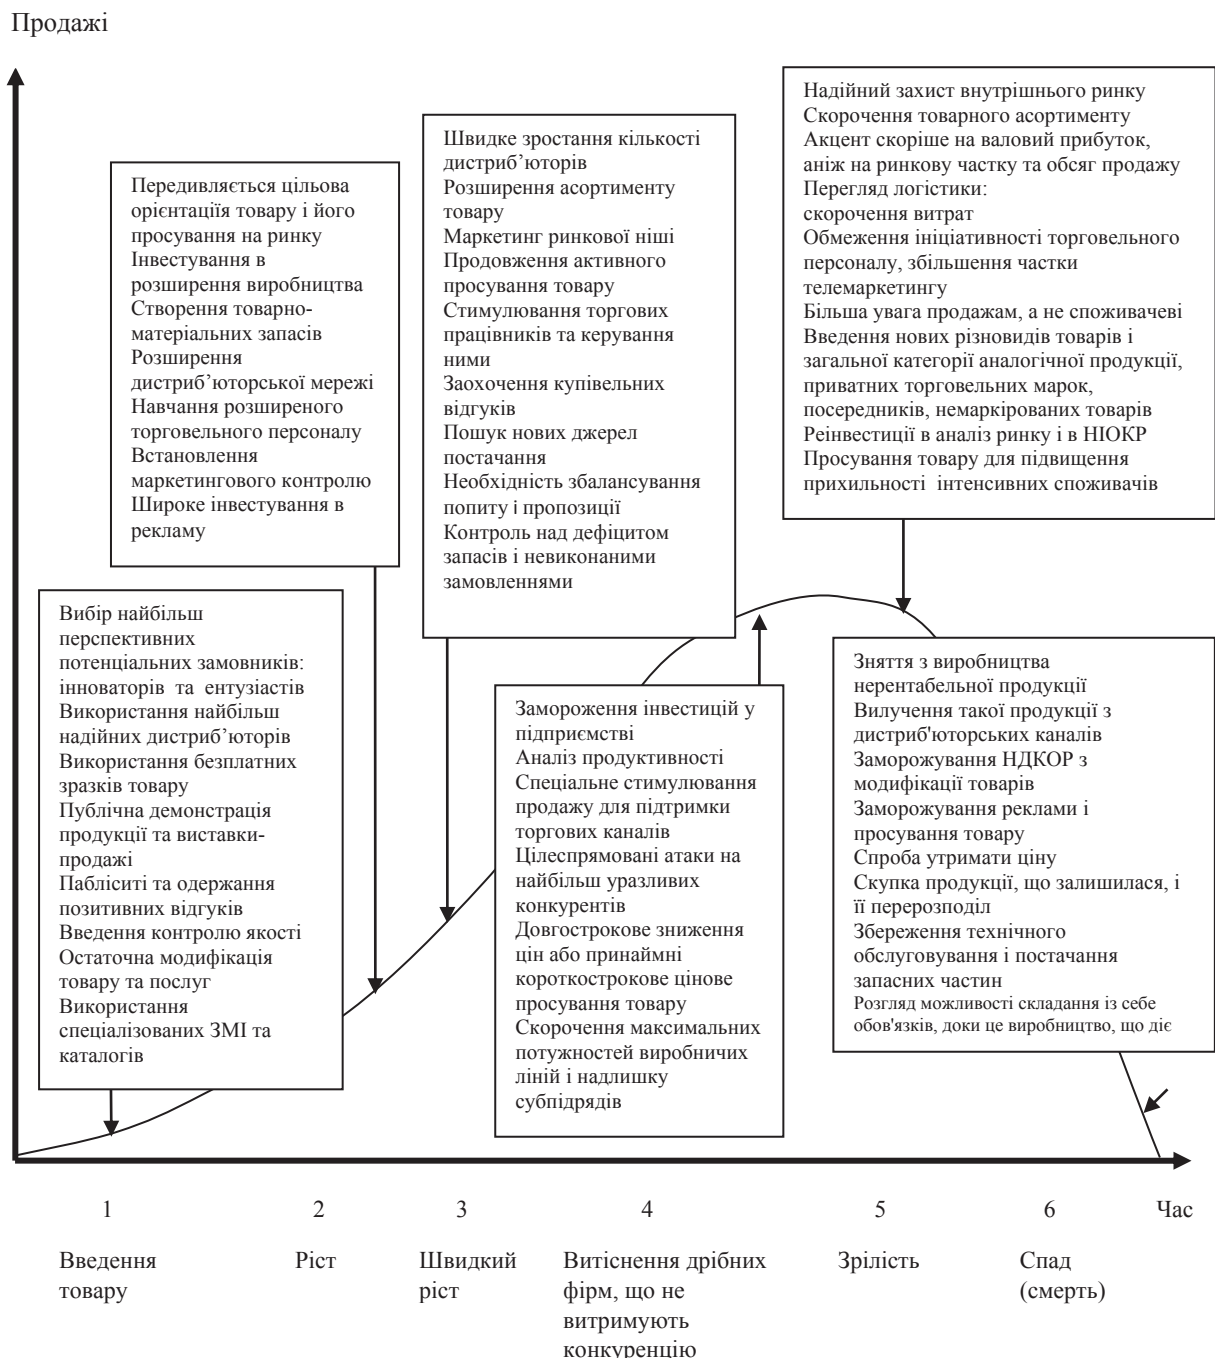 Продажі
Передивляється цільова
орієнтаціїя товару і його
просування на ринку
Інвестування в
розширення виробництва
Створення товарно-
матеріальних запасів
Розширення
дистриб’юторської мережі
Навчання розширеного
торговельного персоналу
Встановлення
маркетингового контролю
Широке інвестування в
рекламу
Швидке зростання кількості
дистриб’юторів
Розширення асортименту
товару
Маркетинг ринкової ніші
Продовження активного
просування товару
Стимулювання торгових
працівників та керування
ними
Заохочення купівельних
відгуків
Пошук нових джерел
постачання
Необхідність збалансування
попиту і пропозиції
Контроль над дефіцитом
запасів і невиконаними
замовленнями
Надійний захист внутрішнього ринку
Скорочення товарного асортименту
Акцент скоріше на валовий прибуток,
аніж на ринкову частку та обсяг продажу
Перегляд логістики:
скорочення витрат
Обмеження ініціативності торговельного
персоналу, збільшення частки
телемаркетингу
Більша увага продажам, а не споживачеві
Введення нових різновидів товарів і
загальної категорії аналогічної продукції,
приватних торговельних марок,
посередників, немаркірованих товарів
Реінвестиції в аналіз ринку і в НІОКР
Просування товару для підвищення
прихильності інтенсивних споживачів
Вибір найбільш
перспективних
потенціальних замовників:
інноваторів та ентузіастів
Використання найбільш
надійних дистриб’юторів
Використання безплатних
зразків товару
Публічна демонстрація
продукції та виставки-
продажі
Пабліситі та одержання
позитивних відгуків
Введення контролю якості
Остаточна модифікація
товару та послуг
Використання
спеціалізованих ЗМІ та
каталогів
Замороження інвестицій у
підприємстві
Аналіз продуктивності
Спеціальне стимулювання
продажу для підтримки
торгових каналів
Цілеспрямовані атаки на
найбільш уразливих
конкурентів
Довгострокове зниження
цін або принаймні
короткострокове цінове
просування товару
Скорочення максимальних
потужностей виробничих
ліній і надлишку
субпідрядів
Зняття з виробництва
нерентабельної продукції
Вилучення такої продукції з
дистриб'юторських каналів
Заморожування НДКОР з
модифікації товарів
Заморожування реклами і
просування товару
Спроба утримати ціну
Скупка продукції, що залишилася, і
її перерозподіл
Збереження технічного
обслуговування і постачання
запасних частин
Розгляд можливості складання із себе
обов'язків, доки це виробництво, що діє
1 2 3 4 5 6 Час
Введення
товару
Ріст
Швидкий
ріст
Витіснення дрібних
фірм, що не
витримують
конкуренцію
Зрілість
Спад
(смерть)